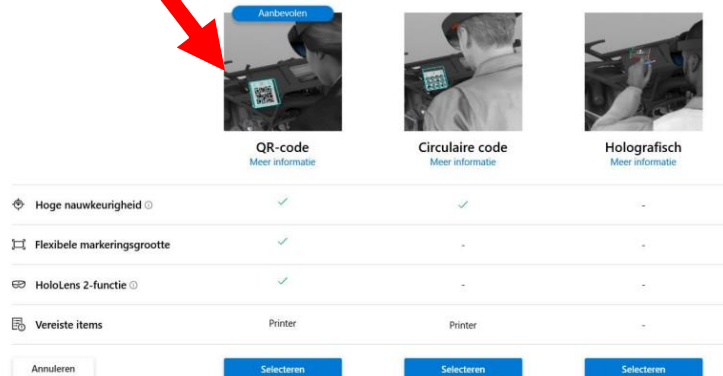 Aanbevolen
QR-code Circulaire code Holografisch
Meer informatie Meer informatie Meer informatie
Hoge nauwkeurigheid -
Flexibele markeringsgrootte - -
HoloLens 2-functie - -
Vereiste items Printer Printer -
Annuleren Selecteren Selecteren Selecteren